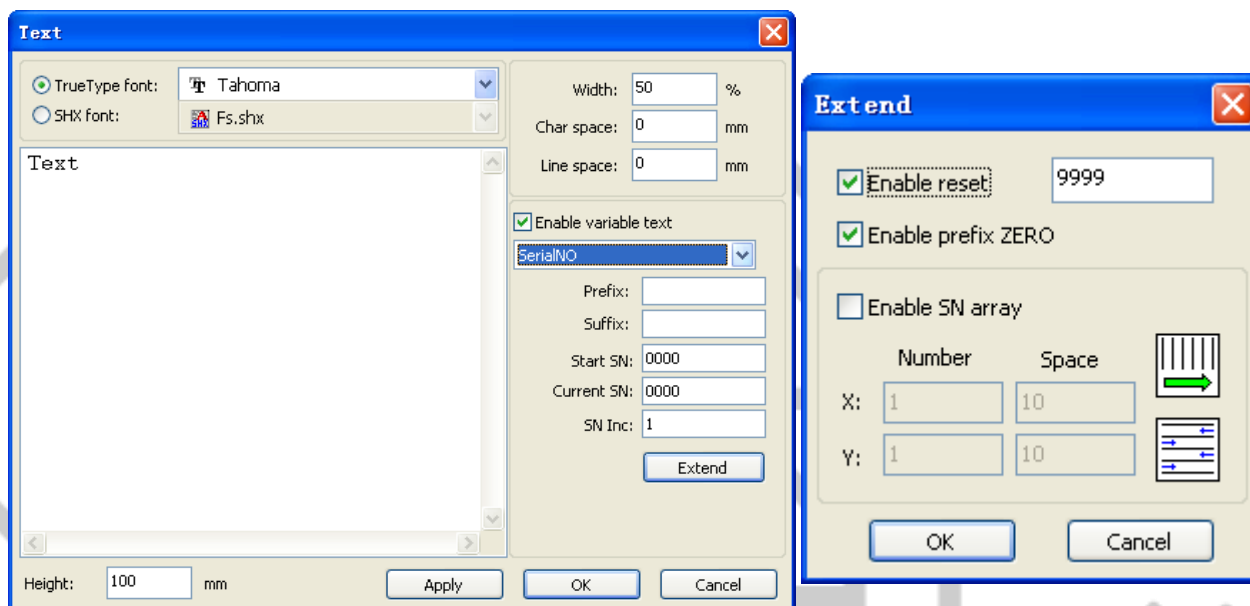 Text
TrueType font:
Tahoma
SHX font:
SHX
Fs.shx
Width: 50 %
Char space: 0 mm
Line space: 0 mm
Text
Enable variable text
SerialNO
Prefix:
Suffix:
Start SN: 0000
Current SN: 0000
SN Inc: 1
Extend
Height: 100 mm
Apply
OK
Cancel
Extend
Enable reset
9999
Enable prefix ZERO
Enable SN array
Number Space
X: 1 10
Y: 1 10
OK
Cancel